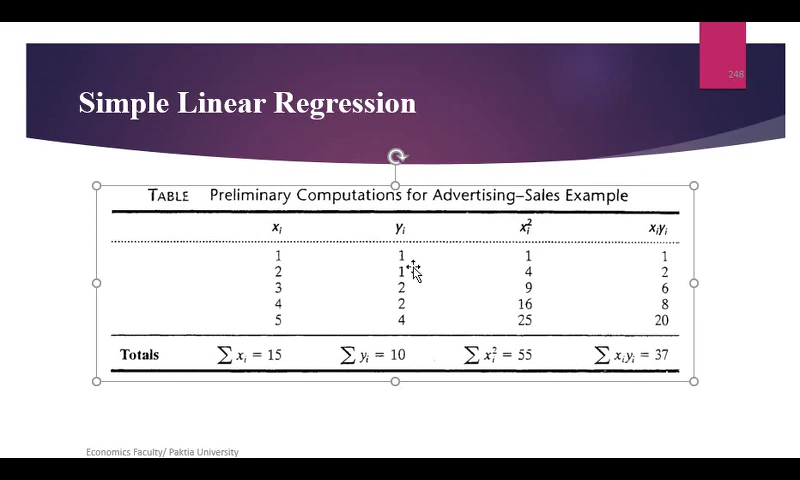 248
Simple Linear Regression
TABLE Preliminary Computations for Advertising–Sales Example
xᵢ yᵢ xᵢ² xᵢyᵢ
1 1 1 1
2 1 4 2
3 2 9 6
4 2 16 8
5 4 25 20
Totals ∑ xᵢ = 15 ∑ yᵢ = 10 ∑ xᵢ² = 55 ∑ xᵢyᵢ = 37
Economics Faculty/ Paktia University